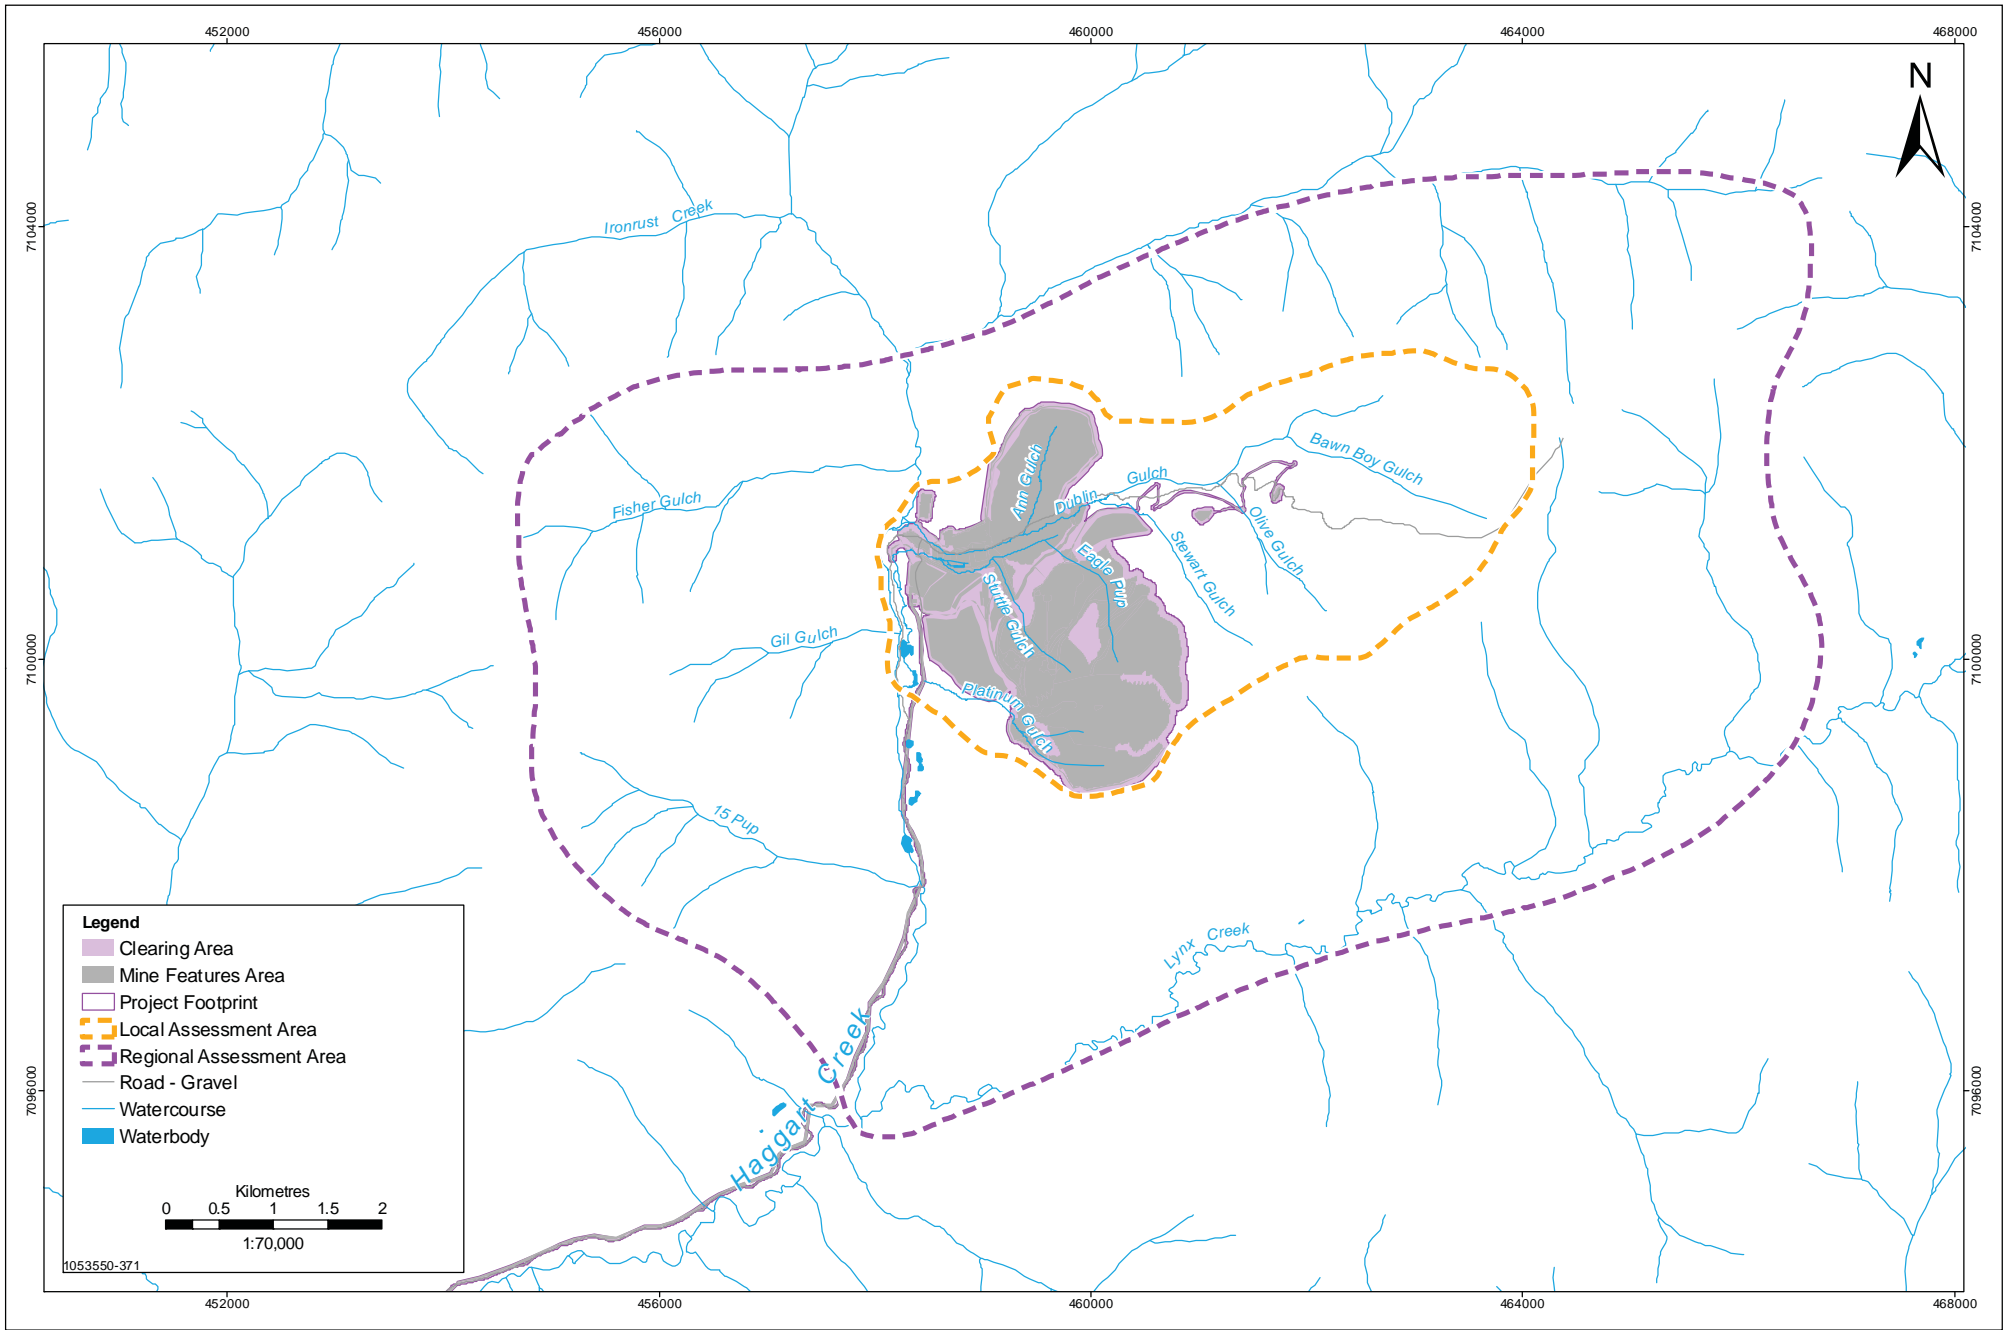 452000
456000
460000
464000
468000
N
7104000
7104000
Ironrust Creek
Bawn Boy Gulch
Ann Gulch
Dublin Gulch
Fisher Gulch
Olive Gulch
Stewart Gulch
Eagle Pup
Stuttle Gulch
Gil Gulch
7100000
7100000
Platinum Gulch
15 Pup
Lynx Creek
Haggart Creek
7096000
7096000
Legend
Clearing Area
Mine Features Area
Project Footprint
Local Assessment Area
Regional Assessment Area
Road - Gravel
Watercourse
Waterbody
Kilometres
0 0.5 1 1.5 2
1:70,000
1053550-371
452000
456000
460000
464000
468000